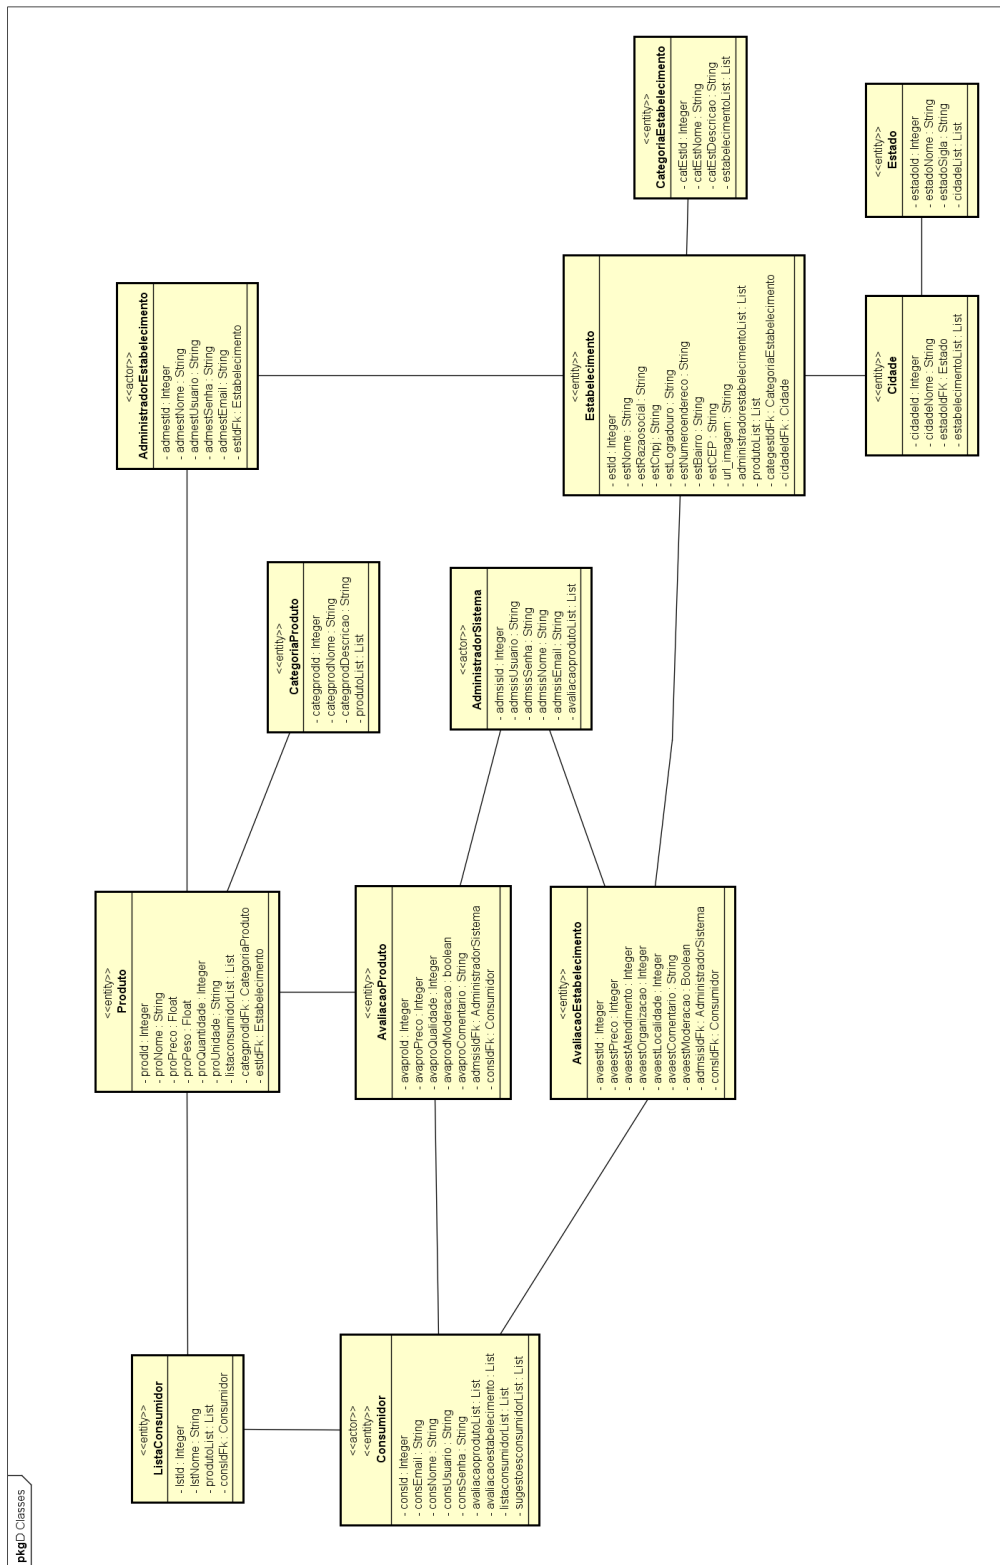 pkgD Classes
<<entity>>
ListaConsumidor
- lstId : Integer
- lstNome : String
- produtoList : List
- consIdFk : Consumidor
<<actor>>
<<entity>>
Consumidor
- consId : Integer
- consEmail : String
- consNome : String
- consUsuario : String
- consSenha : String
- avaliacaoprodutoList : List
- avaliacaoestabelecimento : List
- listaconsumidorList : List
- sugestoesconsumidorList : List
<<entity>>
Produto
- prodId : Integer
- proNome : String
- proPreco : Float
- proPeso : Float
- proQuantidade : Integer
- proUnidade : String
- listaconsumidorList : List
- categprodIdFk : CategoriaProduto
- estIdFk : Estabelecimento
<<entity>>
AvaliacaoProduto
- avaproId : Integer
- avaproPreco : Integer
- avaproQualidade : Integer
- avaprodModeracao : boolean
- avaproComentario : String
- admsisIdFk : AdministradorSistema
- consIdFk : Consumidor
<<entity>>
AvaliacaoEstabelecimento
- avaestId : Integer
- avaestPreco : Integer
- avaestAtendimento : Integer
- avaestOrganizacao : Integer
- avaestLocalidade : Integer
- avaestComentario : String
- avaestModeracao : Boolean
- admsisIdFk : AdministradorSistema
- consIdFk : Consumidor
<<entity>>
CategoriaProduto
- categprodId : Integer
- categprodNome : String
- categprodDescricao : String
- produtoList : List
<<actor>>
AdministradorSistema
- admsisId : Integer
- admsisUsuario : String
- admsisSenha : String
- admsisNome : String
- admsisEmail : String
- avaliacaoprodutoList : List
<<actor>>
AdministradorEstabelecimento
- admestId : Integer
- admestNome : String
- admestUsuario : String
- admestSenha : String
- admestEmail : String
- estIdFk : Estabelecimento
<<entity>>
Estabelecimento
- estId : Integer
- estNome : String
- estRazaosocial : String
- estCnpj : String
- estLogradouro : String
- estNumeroendereco : String
- estBairro : String
- estCEP : String
- url_imagem : String
- administradorestabelecimentoList : List
- produtoList : List
- categestIdFk : CategoriaEstabelecimento
- cidadeIdFk : Cidade
<<entity>>
CategoriaEstabelecimento
- catEstId : Integer
- catEstNome : String
- catEstDescricao : String
- estabelecimentoList : List
<<entity>>
Cidade
- cidadeId : Integer
- cidadeNome : String
- estadoIdFK : Estado
- estabelecimentoList : List
<<entity>>
Estado
- estadoId : Integer
- estadoNome : String
- estadoSigla : String
- cidadeList : List